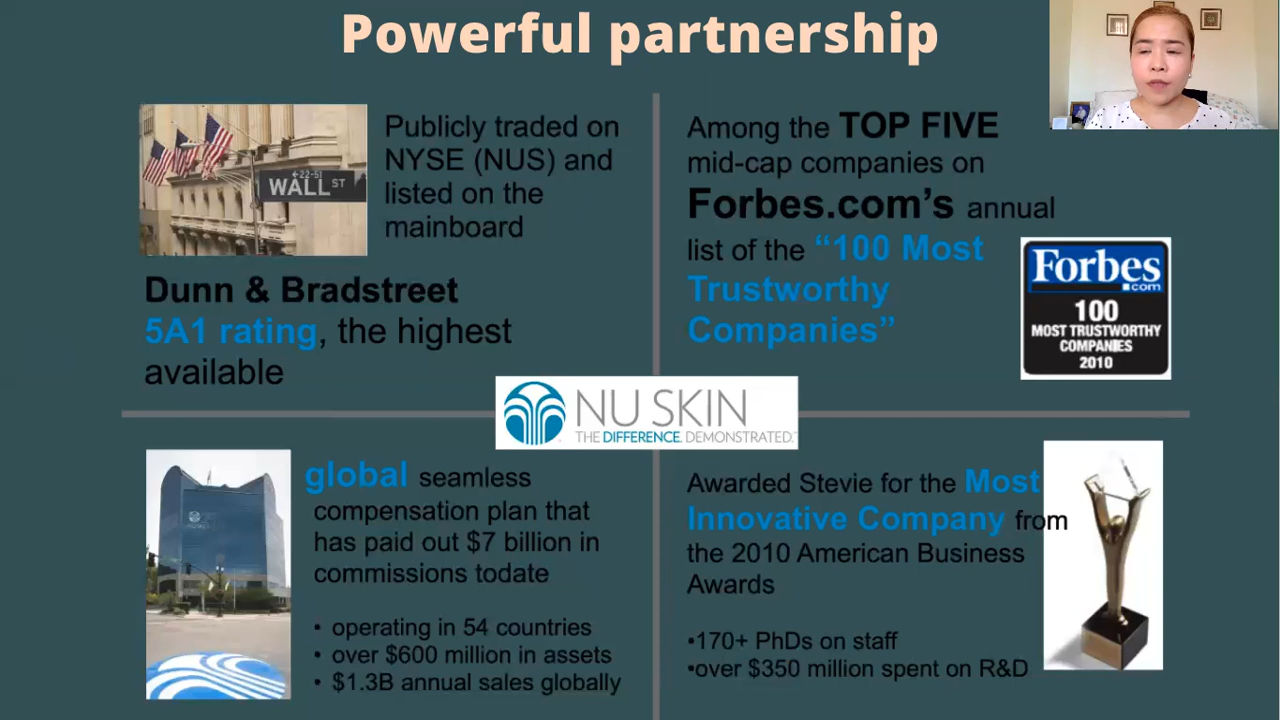 Powerful partnership
←22-51
WALL ST
Publicly traded on
NYSE (NUS) and
listed on the
mainboard
Dunn & Bradstreet
5A1 rating, the highest
available
Among the TOP FIVE
mid-cap companies on
Forbes.com’s annual
list of the “100 Most
Trustworthy
Companies”
Forbes
.com
100
MOST TRUSTWORTHY
COMPANIES
2010
NU SKIN
THE DIFFERENCE. DEMONSTRATED.™
global seamless
compensation plan that
has paid out $7 billion in
commissions todate
• operating in 54 countries
• over $600 million in assets
• $1.3B annual sales globally
Awarded Stevie for the Most
Innovative Company from
the 2010 American Business
Awards
•170+ PhDs on staff
•over $350 million spent on R&D